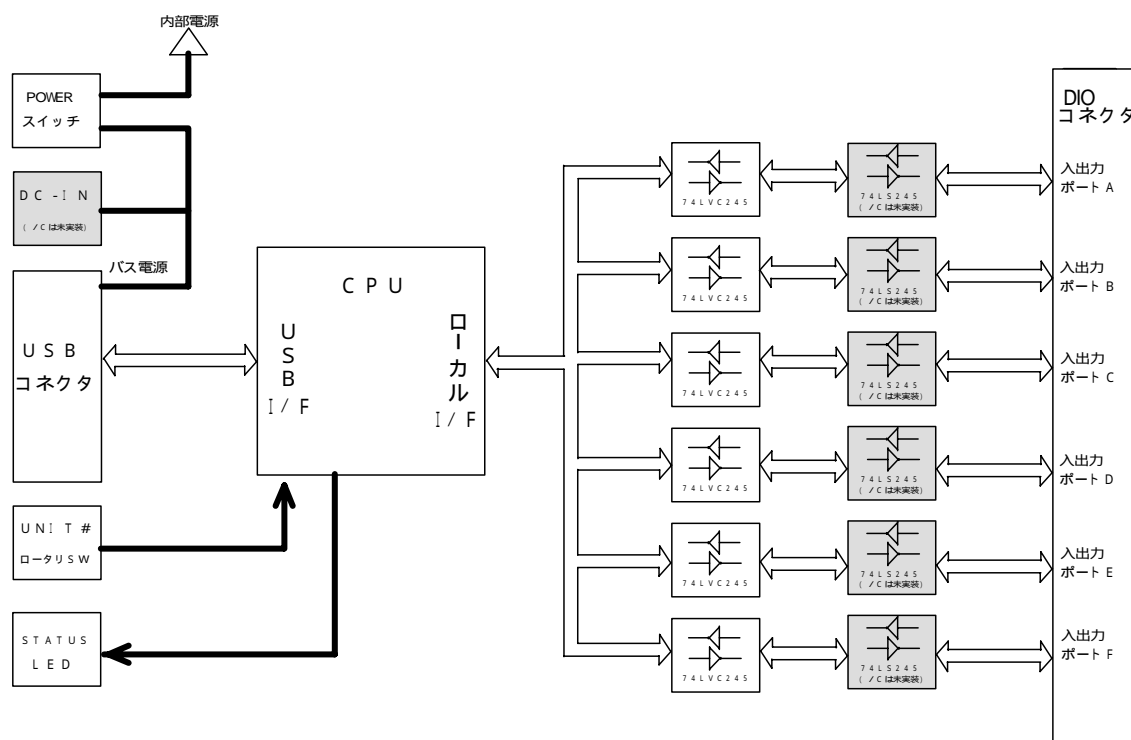 内部電源
POWER
スイッチ
DC-IN
( /Cは未実装)
バス電源
USB
コネクタ
UNIT#
ロータリSW
STATUS
LED
CPU
USB
I/F
ローカル
I/F
74LVC245
74LS245
( /Cは未実装)
74LVC245
74LS245
( /Cは未実装)
74LVC245
74LS245
( /Cは未実装)
74LVC245
74LS245
( /Cは未実装)
74LVC245
74LS245
( /Cは未実装)
74LVC245
74LS245
( /Cは未実装)
DIO
コネクタ
入出力
ポートA
入出力
ポートB
入出力
ポートC
入出力
ポートD
入出力
ポートE
入出力
ポートF